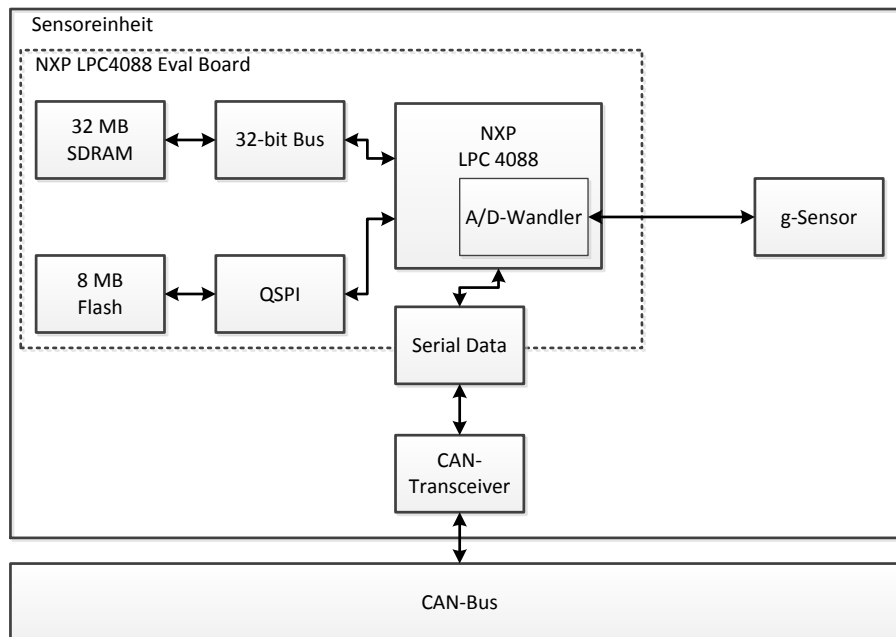 Sensoreinheit
NXP LPC4088 Eval Board
32 MB
SDRAM
32-bit Bus
NXP
LPC 4088
A/D-Wandler
g-Sensor
8 MB
Flash
QSPI
Serial Data
CAN-
Transceiver
CAN-Bus